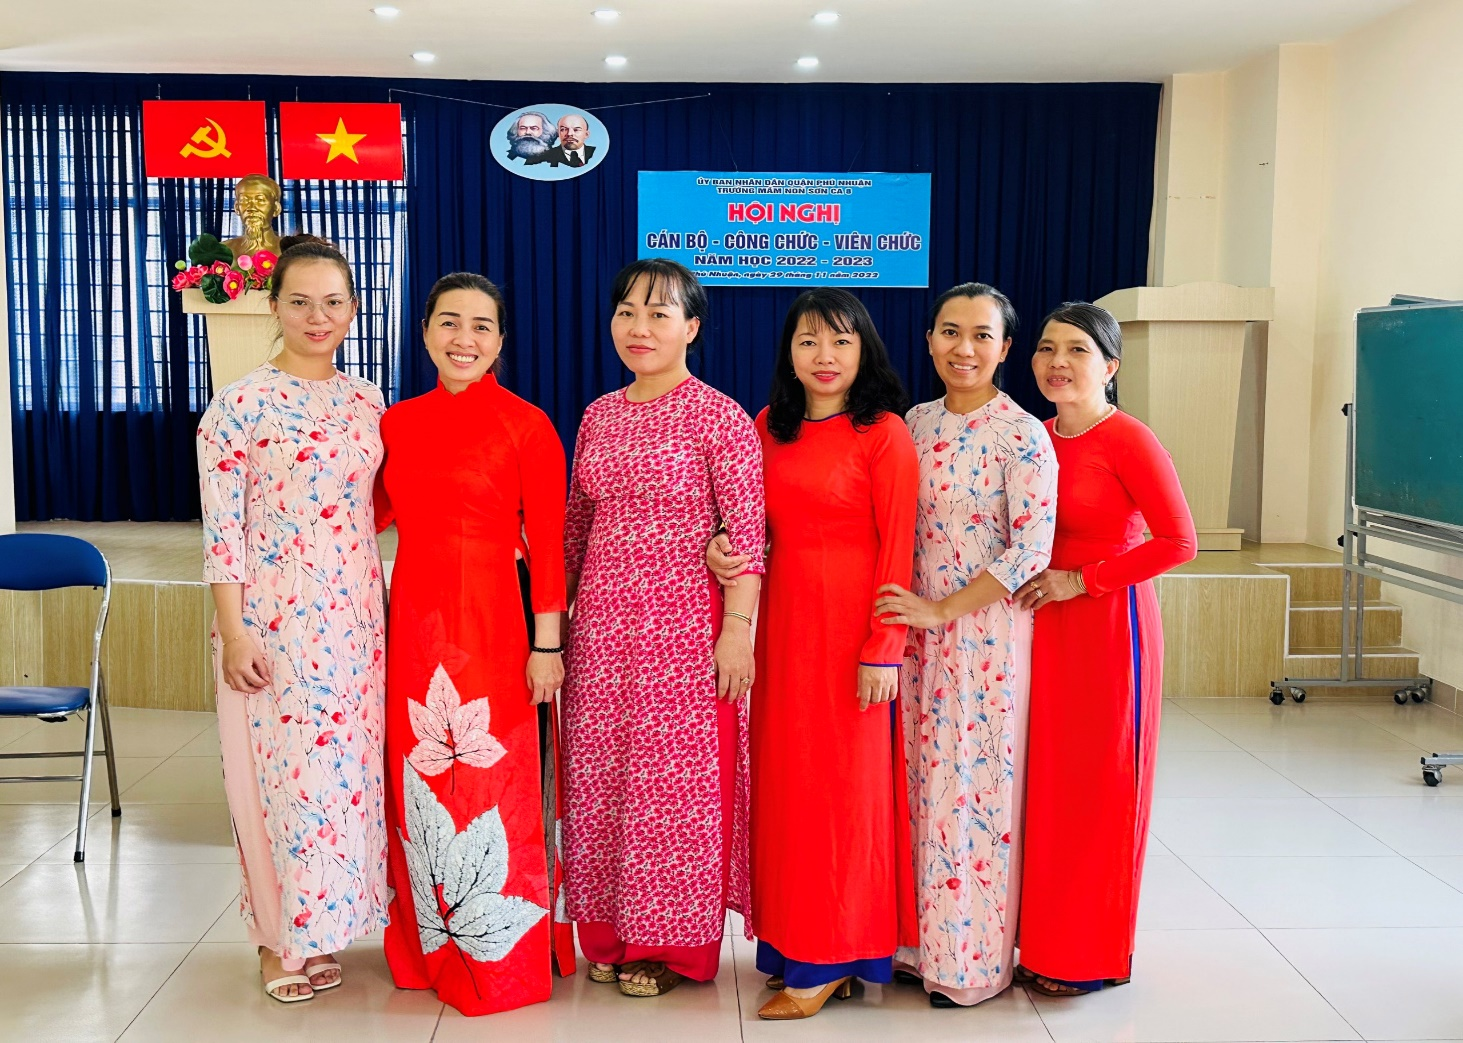 ỦY BAN NHÂN DÂN QUẬN PHÚ NHUẬN
TRƯỜNG MẦM NON SƠN CA 8
HỘI NGHỊ
CÁN BỘ - CÔNG CHỨC - VIÊN CHỨC
NĂM HỌC 2022 - 2023
Phú Nhuận, ngày 29 tháng 11 năm 2022